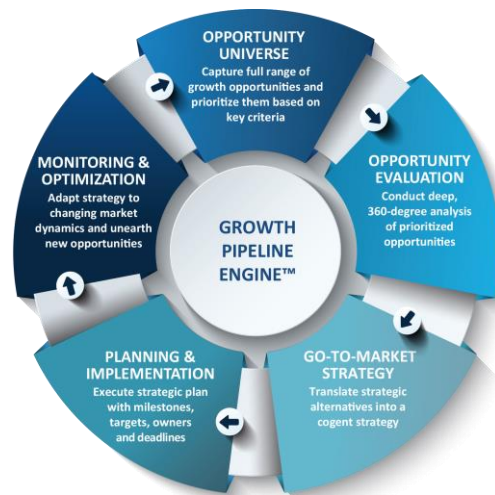 OPPORTUNITY
UNIVERSE
Capture full range of
growth opportunities and
prioritize them based on
key criteria
OPPORTUNITY
EVALUATION
Conduct deep,
360-degree analysis
of prioritized
opportunities
GO-TO-MARKET
STRATEGY
Translate strategic
alternatives into a
cogent strategy
PLANNING &
IMPLEMENTATION
Execute strategic plan
with milestones,
targets, owners
and deadlines
MONITORING &
OPTIMIZATION
Adapt strategy to
changing market
dynamics and unearth
new opportunities
GROWTH
PIPELINE
ENGINE™